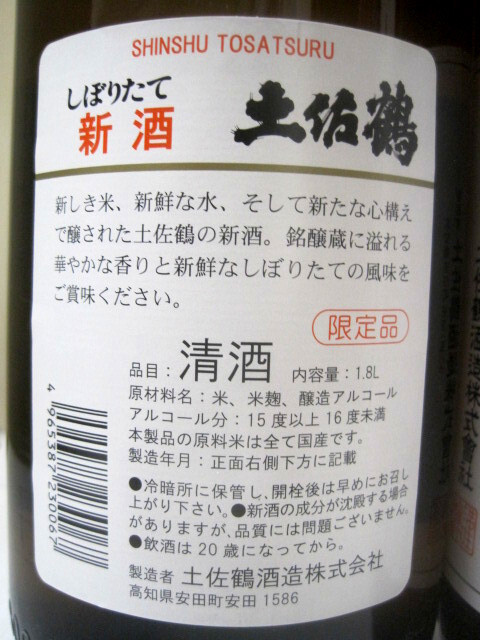 SHINSHU TOSATSURU
しぼりたて
新酒
土佐鶴
新しき米、新鮮な水、そして新たな心構え
で醸された土佐鶴の新酒。銘醸蔵に溢れる
華やかな香りと新鮮なしぼりたての風味を
ご賞味ください。
限定品
品目：清酒 内容量：1.8L
原材料名：米、米麹、醸造アルコール
アルコール分：15度以上16度未満
本製品の原料米は全て国産です。
製造年月：正面右側下方に記載
●冷暗所に保管し、開栓後は早めにお召し
上がり下さい。●新酒の成分が沈殿する場合
がありますが、品質には問題ございません。
●飲酒は20歳になってから。
製造者 土佐鶴酒造株式会社
高知県安田町安田1586
4965387230067